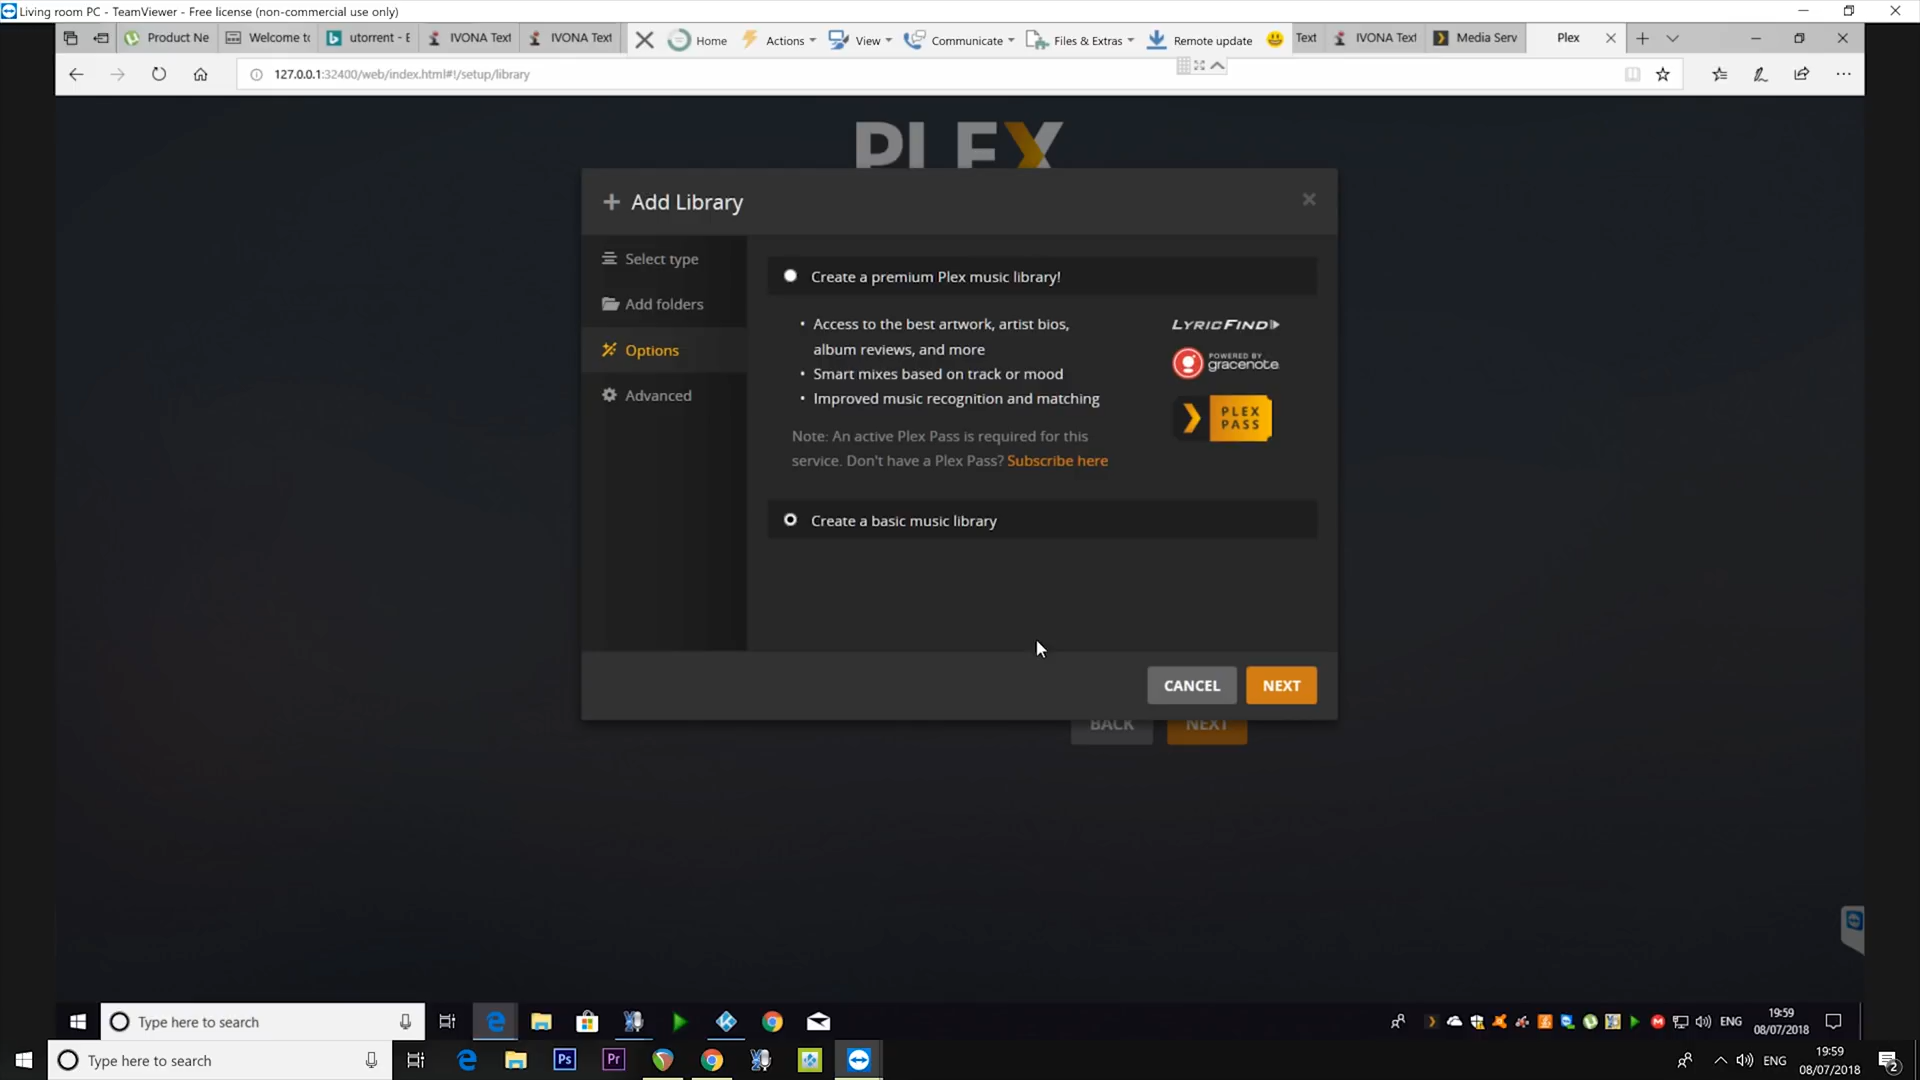 Living room PC - TeamViewer - Free license (non-commercial use only)
Product Ne
Welcome to
utorrent - E
IVONA Text
IVONA Text
Home
Actions
View
Communicate
Files & Extras
Remote update
Text
IVONA Text
Media Serv
Plex
127.0.0.1:32400/web/index.html#!/setup/library
PLEX
Add Library
Select type
Add folders
Options
Advanced
Create a premium Plex music library!
• Access to the best artwork, artist bios,
album reviews, and more
• Smart mixes based on track or mood
• Improved music recognition and matching
Note: An active Plex Pass is required for this
service. Don't have a Plex Pass? Subscribe here
LYRICFIND
POWERED BY
gracenote
PLEX
PASS
Create a basic music library
CANCEL
NEXT
BACK
NEXT
Type here to search
ENG
19:59
08/07/2018
Type here to search
Ps
Pr
ENG
19:59
08/07/2018
2